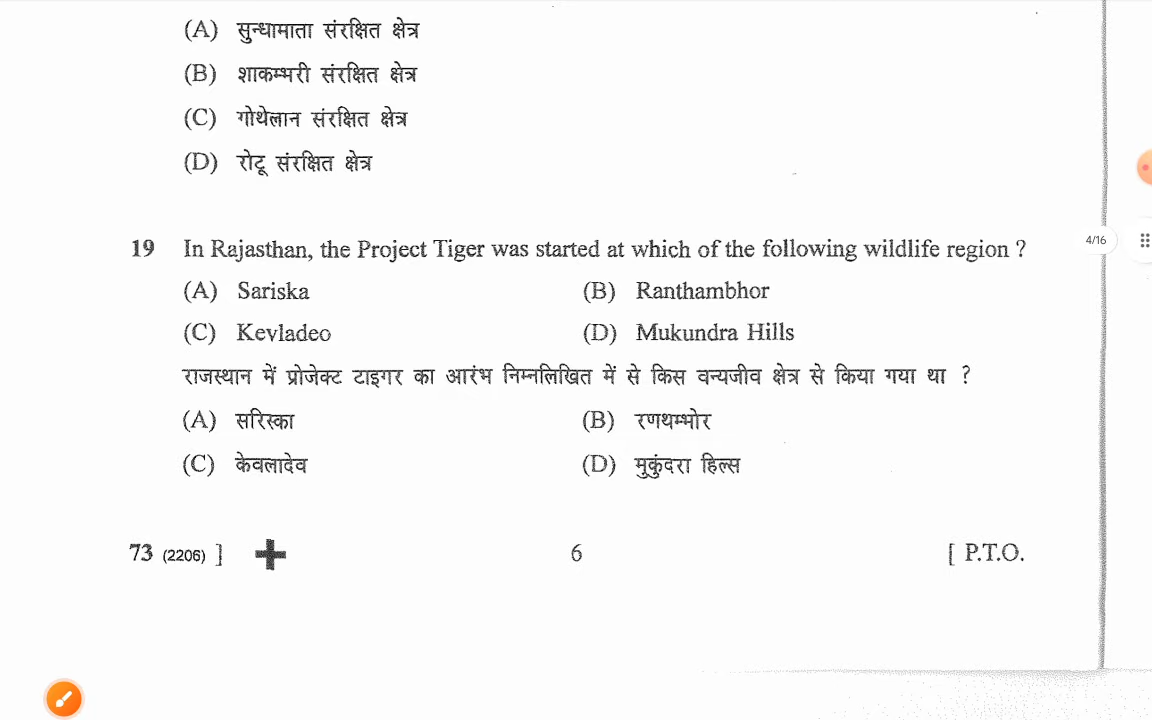 (A) सुन्धामाता संरक्षित क्षेत्र
(B) शाकम्भरी संरक्षित क्षेत्र
(C) गोथेलान संरक्षित क्षेत्र
(D) रोटू संरक्षित क्षेत्र
19 In Rajasthan, the Project Tiger was started at which of the following wildlife region ?
4/16
(A) Sariska (B) Ranthambhor
(C) Kevladeo (D) Mukundra Hills
राजस्थान में प्रोजेक्ट टाइगर का आरंभ निम्नलिखित में से किस वन्यजीव क्षेत्र से किया गया था ?
(A) सरिस्का (B) रणथम्भोर
(C) केवलादेव (D) मुकुंदरा हिल्स
73 (2206) ] 6 [ P.T.O.